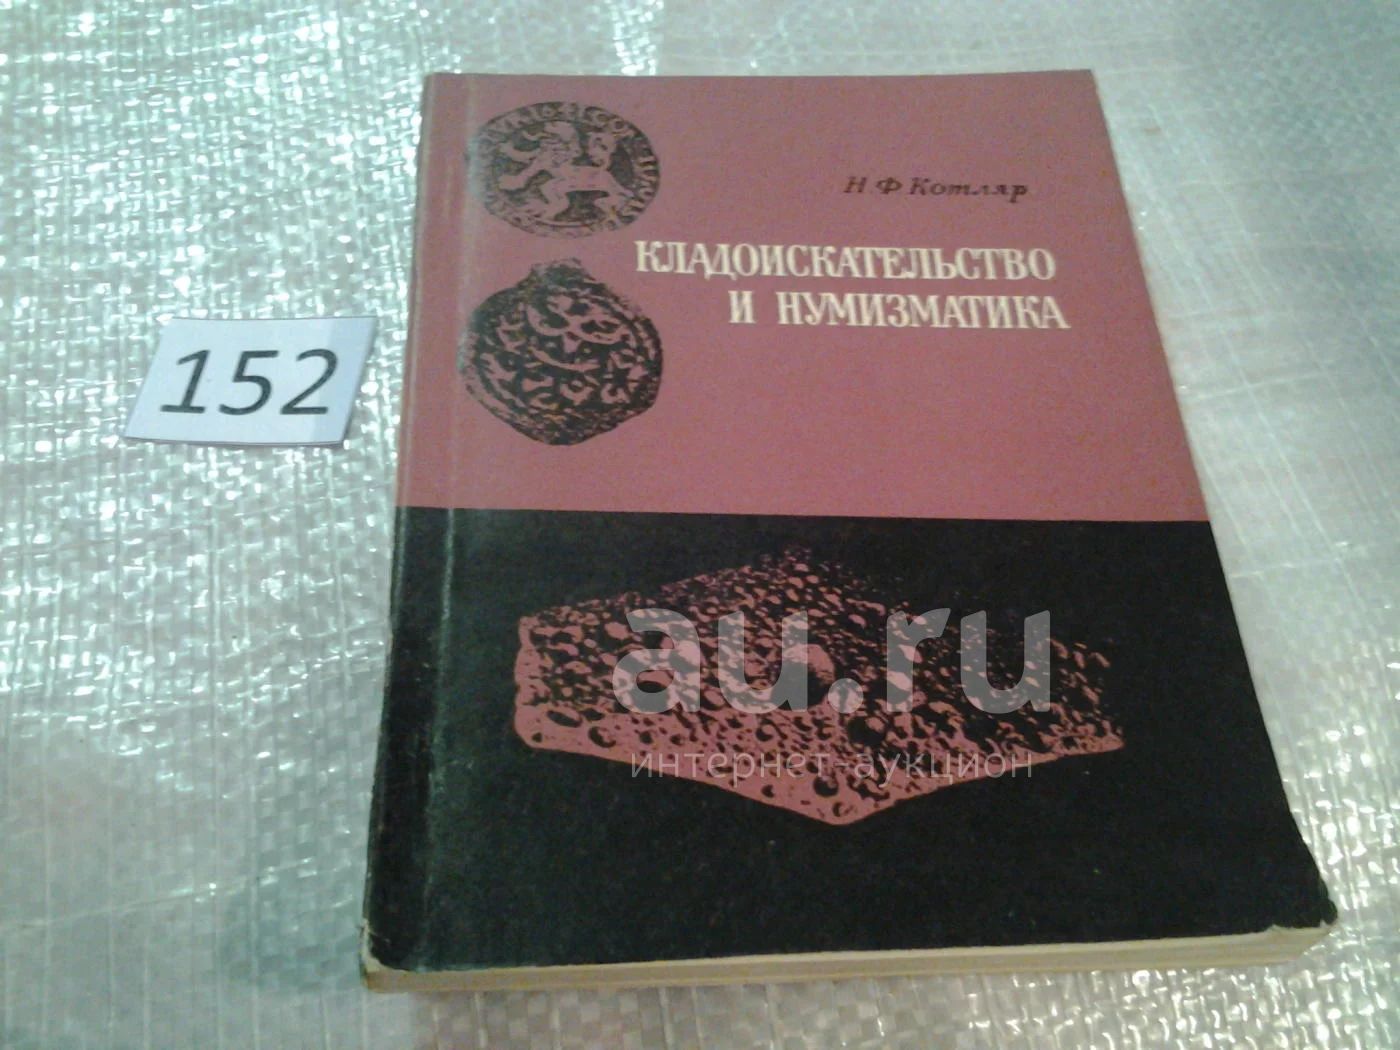 Н Ф Котляр
КЛАДОИСКАТЕЛЬСТВО
И НУМИЗМАТИКА
152
au.ru
интернет-аукцион